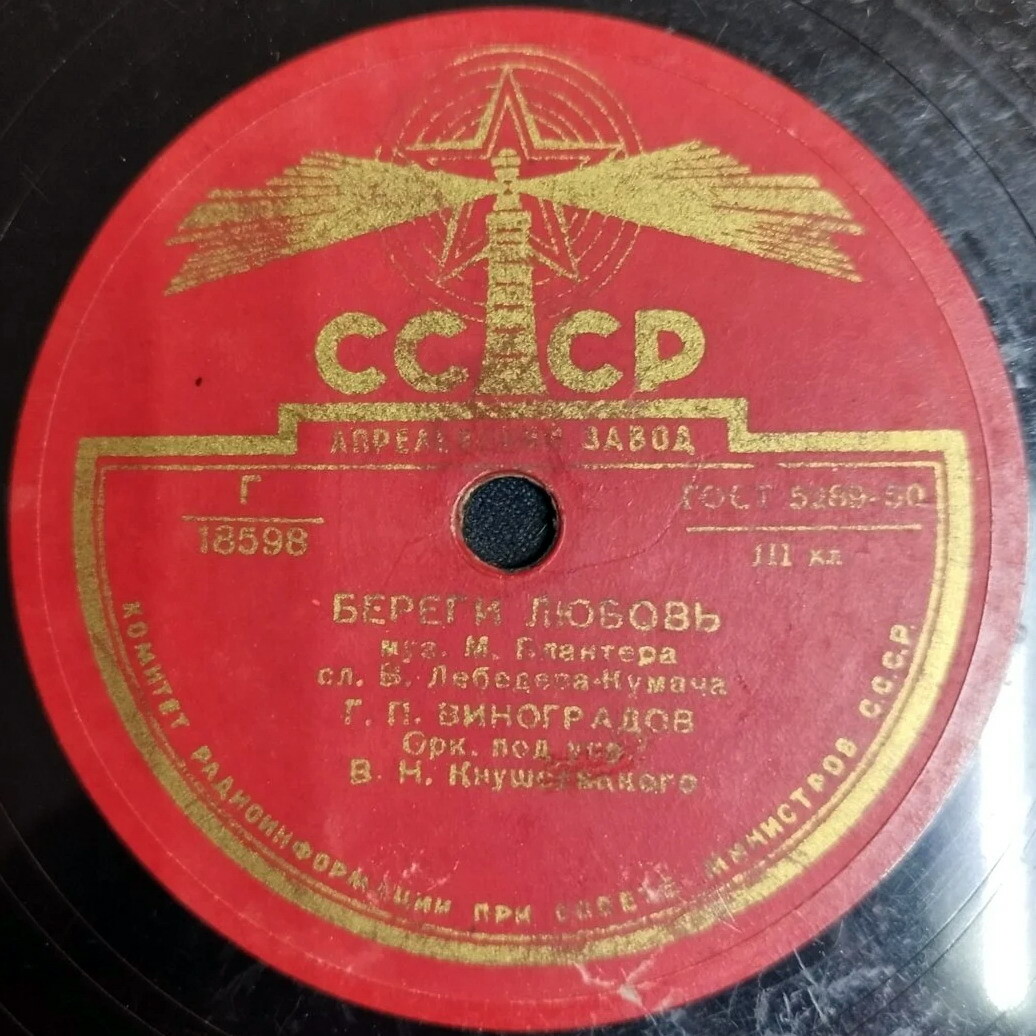 СССР
АПРЕЛЕВСКИЙ ЗАВОД
Г
18598
ГОСТ 5289-50
III кл
БЕРЕГИ ЛЮБОВЬ
муз. М. Блантера
сл. В. Лебедева-Кумача
Г. П. ВИНОГРАДОВ
Орк. под упр.
В. Н. Кнушевицкого
КОМИТЕТ РАДИОИНФОРМАЦИИ ПРИ СОВЕТЕ МИНИСТРОВ С.С.С.Р.